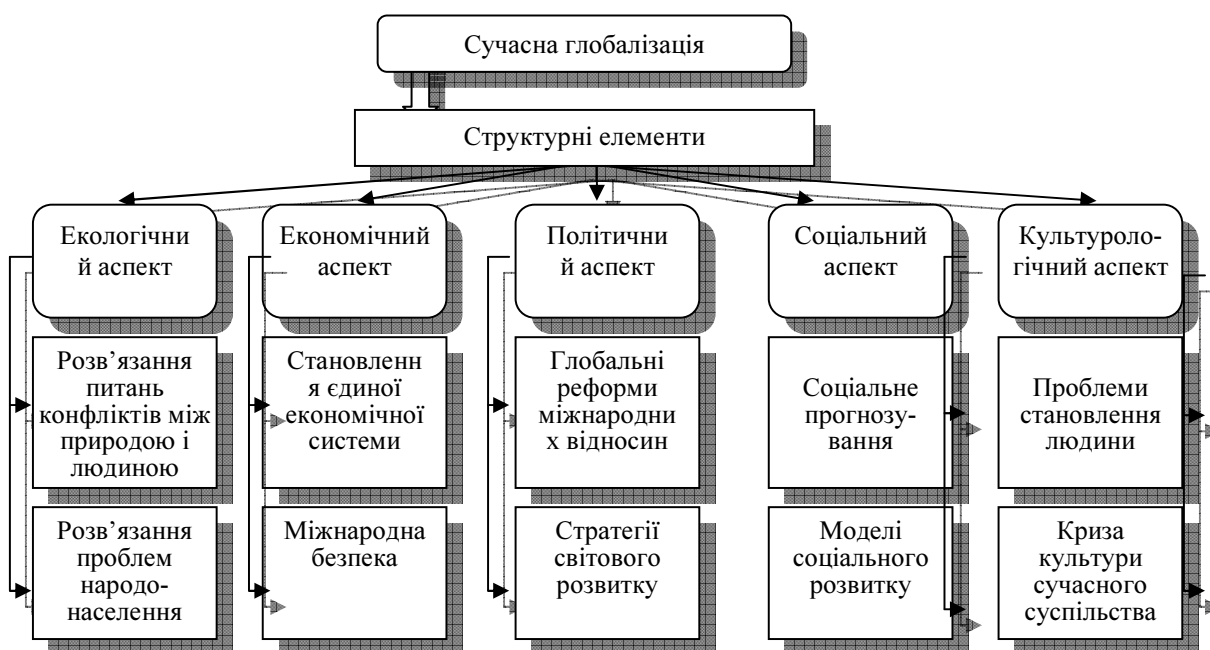 Сучасна глобалізація
Структурні елементи
Екологічни
й аспект
Економічний
аспект
Політични
й аспект
Соціальний
аспект
Культуроло-
гічний аспект
Розв’язання
питань
конфліктів між
природою і
людиною
Становленн
я єдиної
економічної
системи
Глобальні
реформи
міжнародни
х відносин
Соціальне
прогнозу-
вання
Проблеми
становлення
людини
Розв’язання
проблем
народо-
населення
Міжнародна
безпека
Стратегії
світового
розвитку
Моделі
соціального
розвитку
Криза
культури
сучасного
суспільства